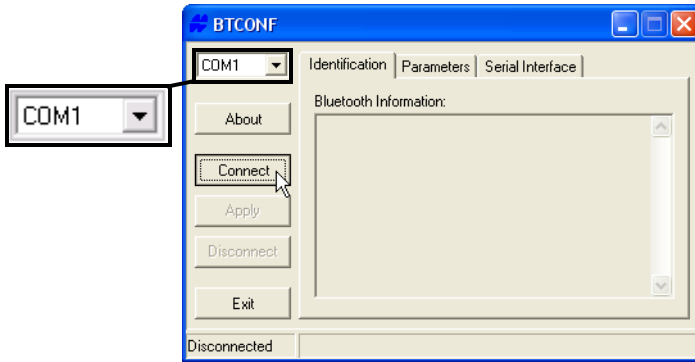 BTCONF
COM1
COM1
Identification
Parameters
Serial Interface
Bluetooth Information:
About
Connect
Apply
Disconnect
Exit
Disconnected